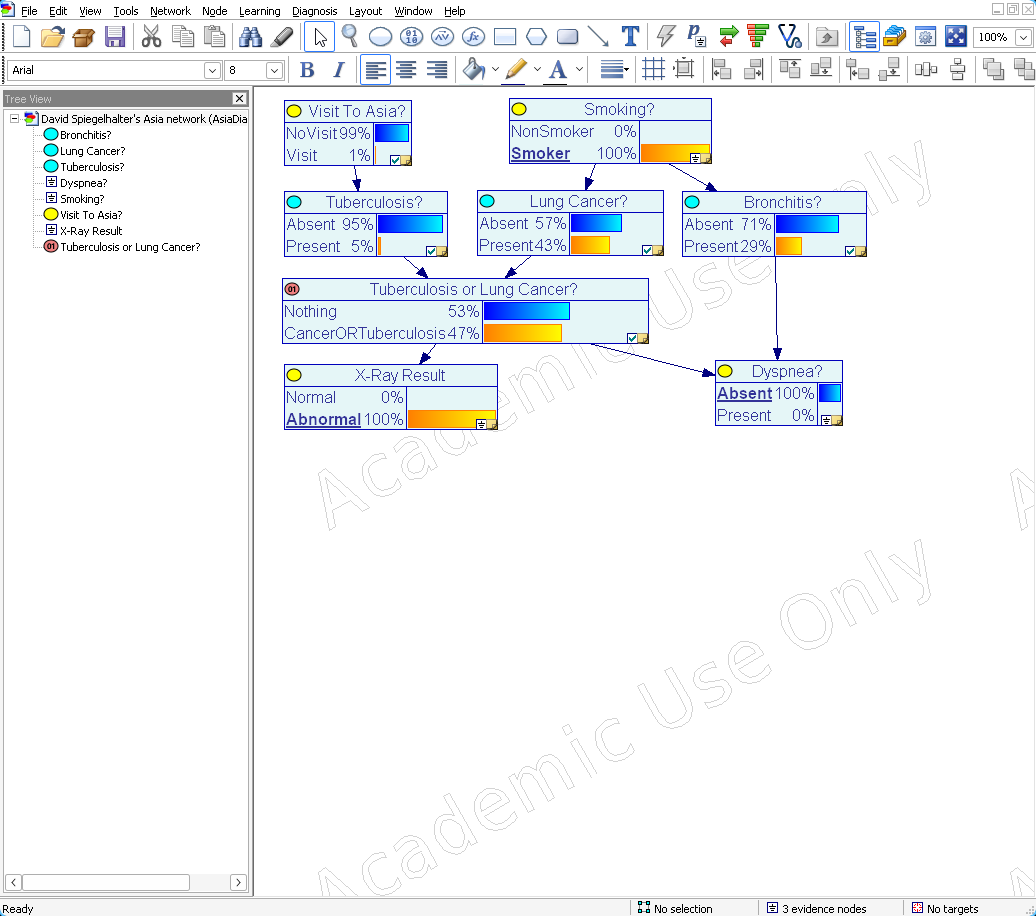 File Edit View Tools Network Node Learning Diagnosis Layout Window Help
100%
Arial 8 B I A
Tree View
David Spiegelhalter's Asia network (AsiaDia
Bronchitis?
Lung Cancer?
Tuberculosis?
Dyspnea?
Smoking?
Visit To Asia?
X-Ray Result
01 Tuberculosis or Lung Cancer?
Visit To Asia?
NoVisit 99%
Visit 1%
Smoking?
NonSmoker 0%
Smoker 100%
Tuberculosis?
Absent 95%
Present 5%
Lung Cancer?
Absent 57%
Present 43%
Bronchitis?
Absent 71%
Present 29%
01 Tuberculosis or Lung Cancer?
Nothing 53%
CancerORTuberculosis 47%
X-Ray Result
Normal 0%
Abnormal 100%
Dyspnea?
Absent 100%
Present 0%
Academic Use Only
Academic Use Only
Ready No selection 3 evidence nodes No targets